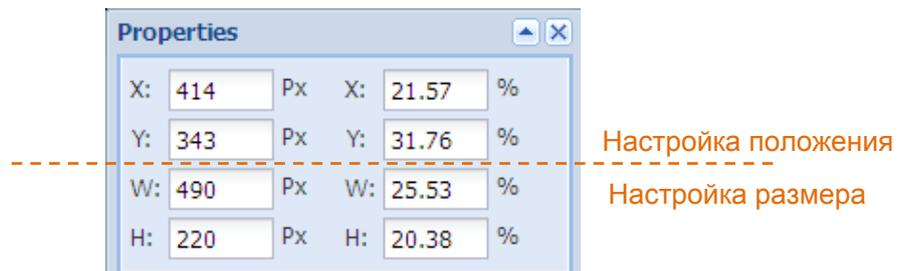 Properties
X: 414 Px X: 21.57 %
Y: 343 Px Y: 31.76 %
Настройка положения
W: 490 Px W: 25.53 %
Настройка размера
H: 220 Px H: 20.38 %